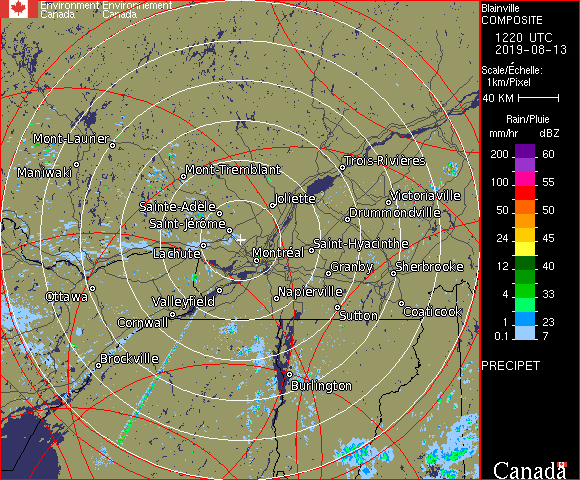 Environment Environnement
Canada Canada
Blainville
COMPOSITE
1220 UTC
2019-08-13
Scale/Échelle:
1km/Pixel
40 KM
Rain/Pluie
mm/hr dBZ
200 60
100 55
50 50
24 45
12 40
4 33
1 23
0.1 7
PRECIPET
Mont-Laurier
Maniwaki
Mont-Tremblant
Trois-Rivières
Joliette
Victoriaville
Sainte-Adèle
Drummondville
Saint-Jérome
Lachute
Saint-Hyacinthe
Montréal
Granby
Sherbrooke
Ottawa
Valleyfield
Napierville
Cornwall
Sutton
Coaticook
Brockville
Burlington
Canada